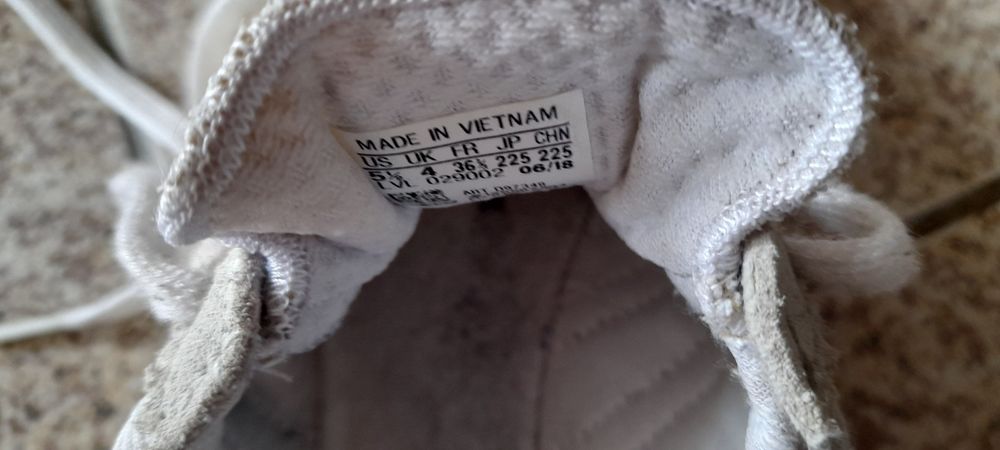 MADE IN VIETNAM
US UK FR JP CHN
5½ 4 36⅔ 225 225
LVL 029002 06/18
ART